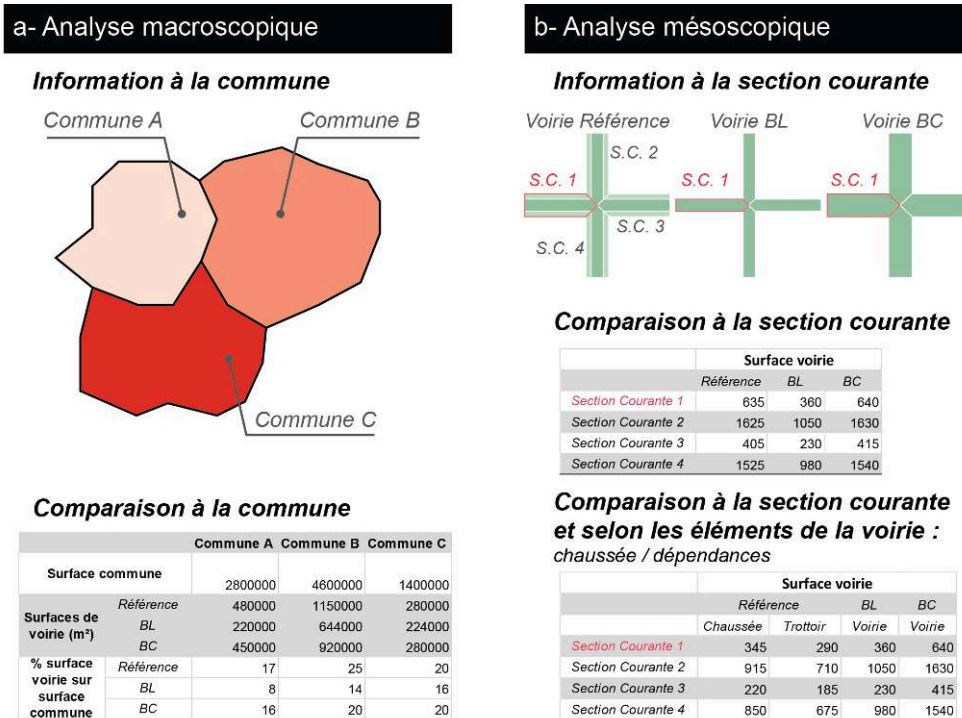 a- Analyse macroscopique
Information à la commune
Commune A
Commune B
Commune C
Comparaison à la commune
Commune A Commune B Commune C
Surface commune 2800000 4600000 1400000
Surfaces de voirie (m²)
Référence 480000 1150000 280000
BL 220000 644000 224000
BC 450000 920000 280000
% surface voirie sur surface commune
Référence 17 25 20
BL 8 14 16
BC 16 20 20
b- Analyse mésoscopique
Information à la section courante
Voirie Référence Voirie BL Voirie BC
S.C. 2
S.C. 1 S.C. 1 S.C. 1
S.C. 3
S.C. 4
Comparaison à la section courante
Surface voirie
Référence BL BC
Section Courante 1 635 360 640
Section Courante 2 1625 1050 1630
Section Courante 3 405 230 415
Section Courante 4 1525 980 1540
Comparaison à la section courante
et selon les éléments de la voirie :
chaussée / dépendances
Surface voirie
Référence BL BC
Chaussée Trottoir Voirie Voirie
Section Courante 1 345 290 360 640
Section Courante 2 915 710 1050 1630
Section Courante 3 220 185 230 415
Section Courante 4 850 675 980 1540